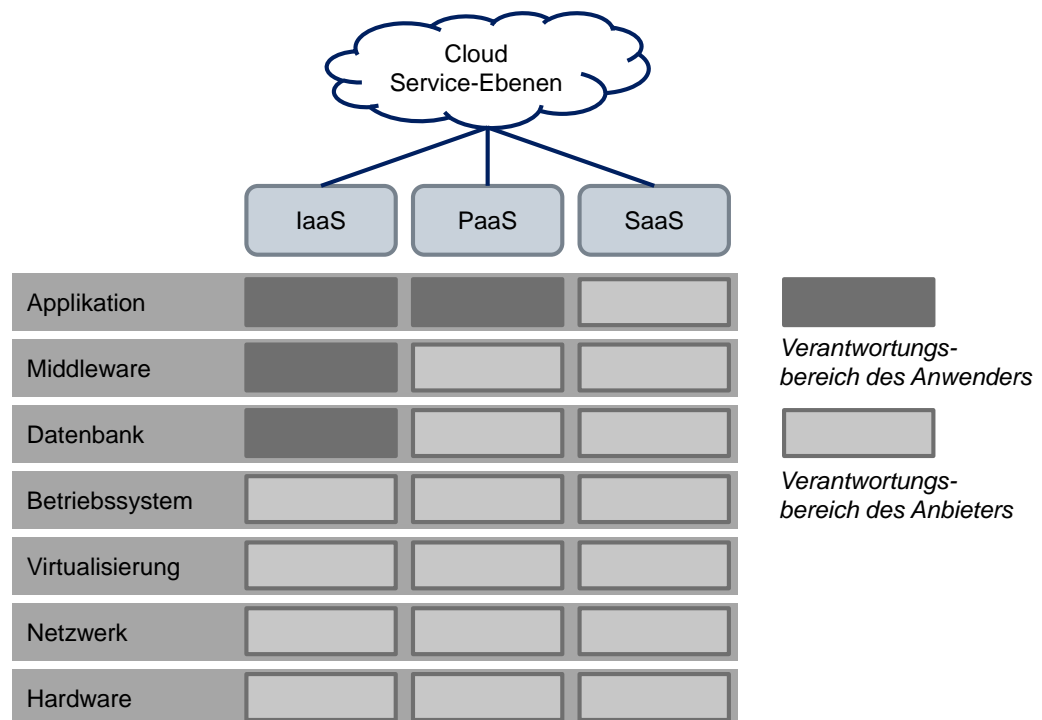 Cloud
Service-Ebenen
IaaS
PaaS
SaaS
Applikation
Verantwortungs-
bereich des Anwenders
Middleware
Datenbank
Betriebssystem
Verantwortungs-
bereich des Anbieters
Virtualisierung
Netzwerk
Hardware